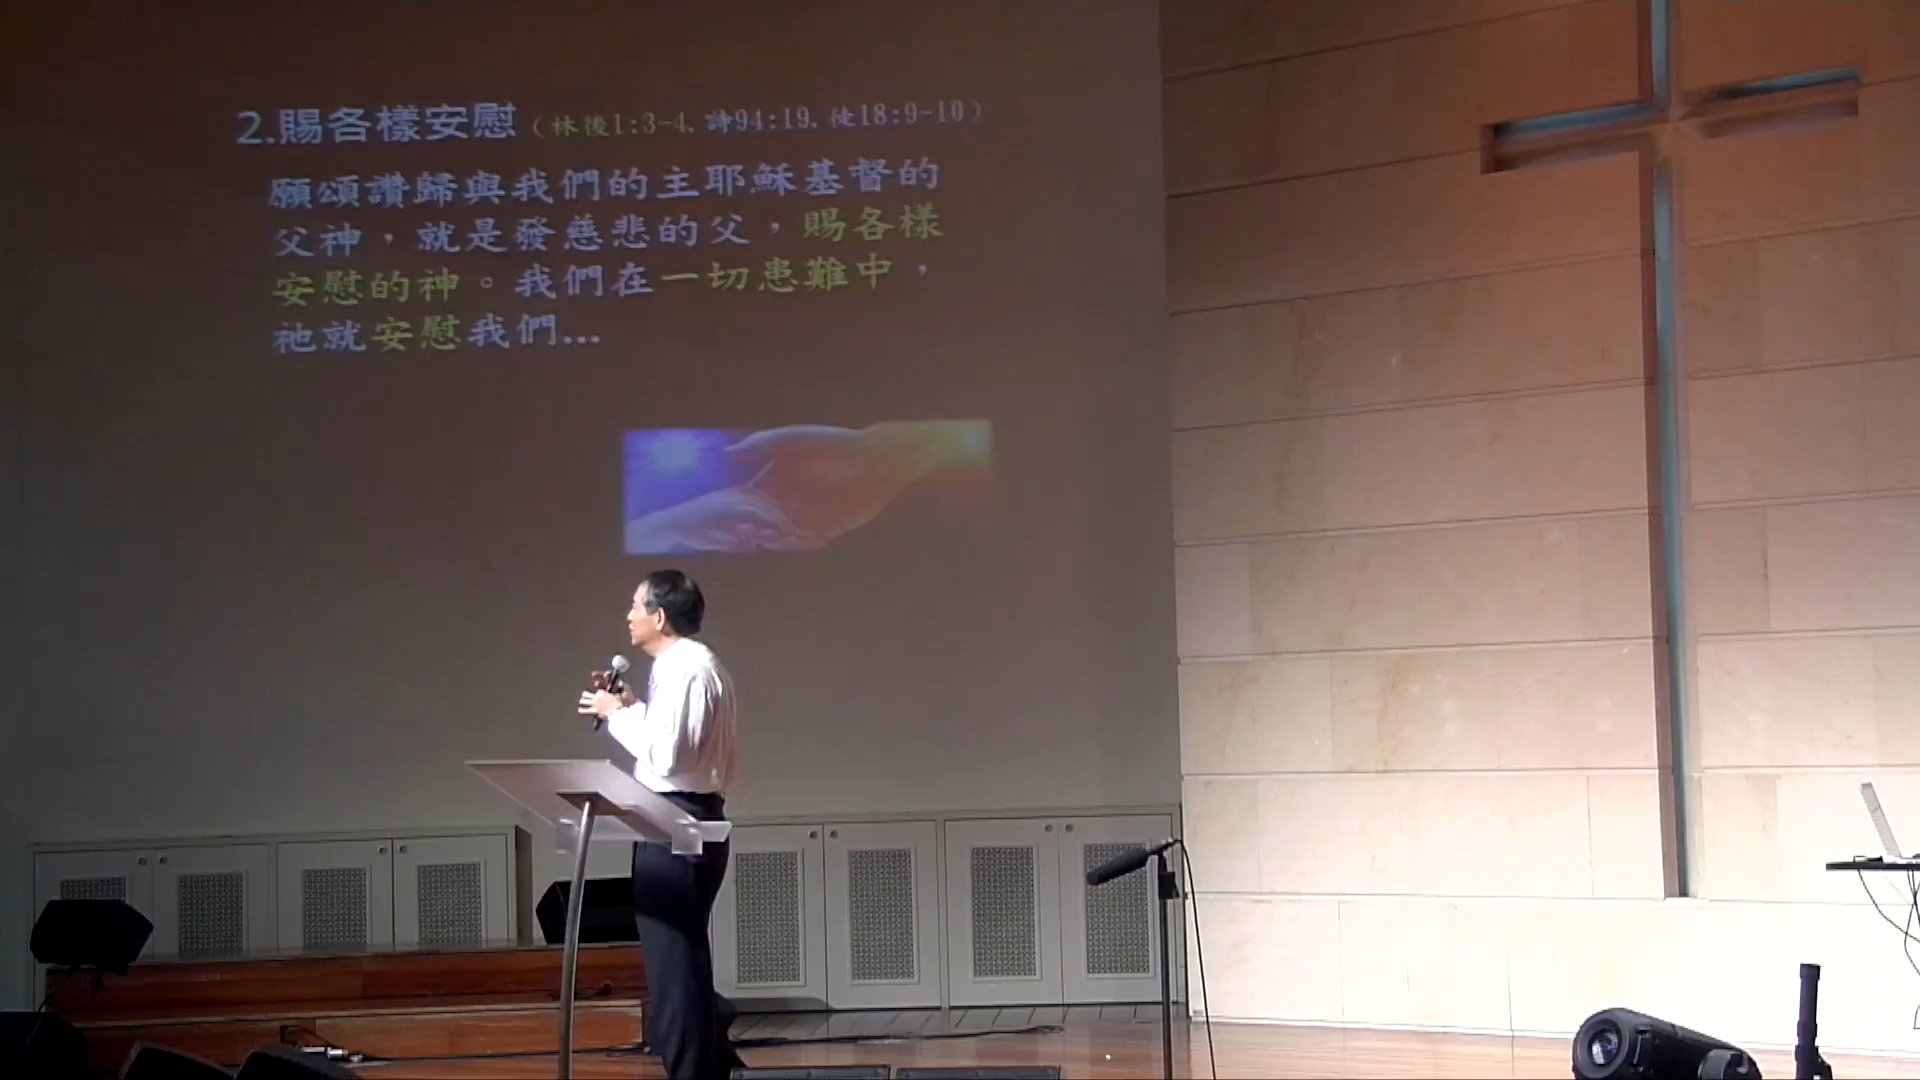 2.賜各樣安慰（林後1:3-4、詩94:19. 徒18:9-10）
願頌讚歸與我們的主耶穌基督的
父神，就是發慈悲的父，賜各樣
安慰的神。我們在一切患難中，
祂就安慰我們...